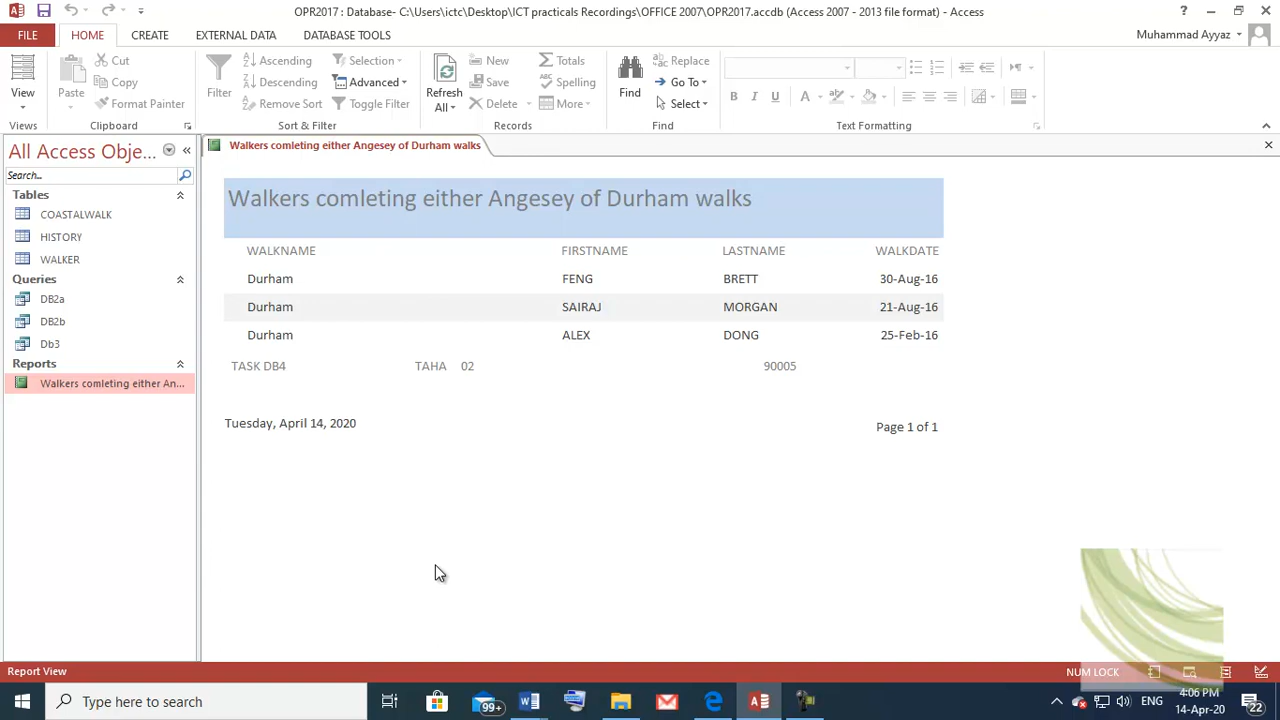 OPR2017 : Database- C:\Users\ictc\Desktop\ICT practicals Recordings\OFFICE 2007\OPR2017.accdb (Access 2007 - 2013 file format) - Access
FILE HOME CREATE EXTERNAL DATA DATABASE TOOLS Muhammad Ayyaz
View
Views
Paste
Cut
Copy
Format Painter
Clipboard
Filter
Ascending
Descending
Remove Sort
Selection
Advanced
Toggle Filter
Sort & Filter
Refresh
All
New
Save
Delete
Totals
Spelling
More
Records
Find
Replace
Go To
Select
Find
B I U A
Text Formatting
All Access Obje...
Search...
Tables
COASTALWALK
HISTORY
WALKER
Queries
DB2a
DB2b
Db3
Reports
Walkers comleting either An...
Walkers comleting either Angesey of Durham walks
Walkers comleting either Angesey of Durham walks
WALKNAME FIRSTNAME LASTNAME WALKDATE
Durham FENG BRETT 30-Aug-16
Durham SAIRAJ MORGAN 21-Aug-16
Durham ALEX DONG 25-Feb-16
TASK DB4 TAHA 02 90005
Tuesday, April 14, 2020 Page 1 of 1
Report View NUM LOCK
Type here to search
99+
ENG
4:06 PM
14-Apr-20
22